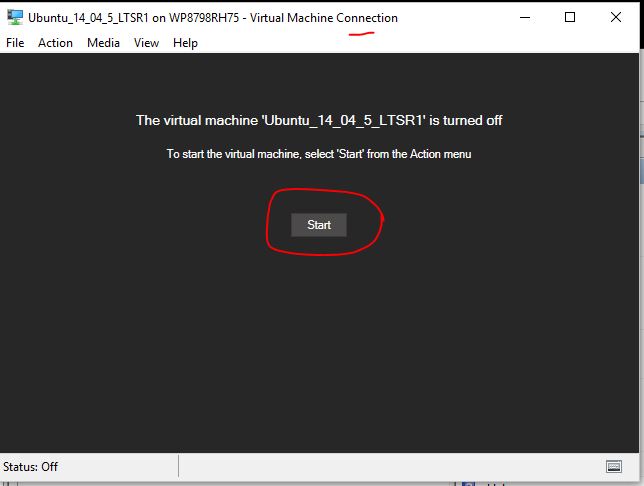 Ubuntu_14_04_5_LTSR1 on WP8798RH75 - Virtual Machine Connection
File Action Media View Help
The virtual machine 'Ubuntu_14_04_5_LTSR1' is turned off
To start the virtual machine, select 'Start' from the Action menu
Start
Status: Off